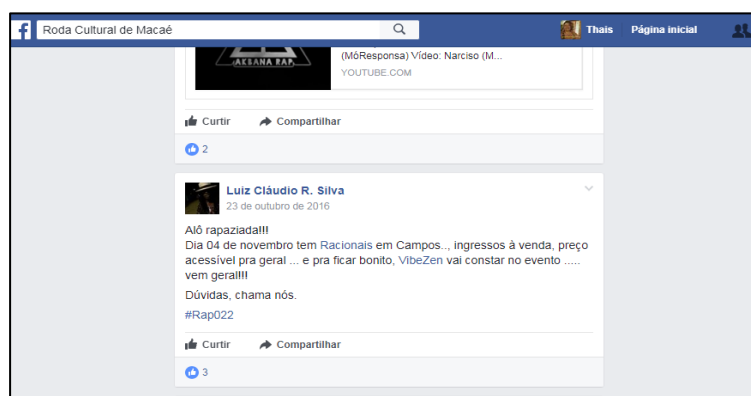 Roda Cultural de Macaé
Thais
Página inicial
AKSANA RAP
(MôResponsa) Vídeo: Narciso (M...
YOUTUBE.COM
Curtir Compartilhar
2
Luiz Cláudio R. Silva
23 de outubro de 2016
Alô rapaziada!!!
Dia 04 de novembro tem Racionais em Campos.., ingressos à venda, preço
acessível pra geral ... e pra ficar bonito, VibeZen vai constar no evento .....
vem geral!!!
Dúvidas, chama nós.
#Rap022
Curtir Compartilhar
3